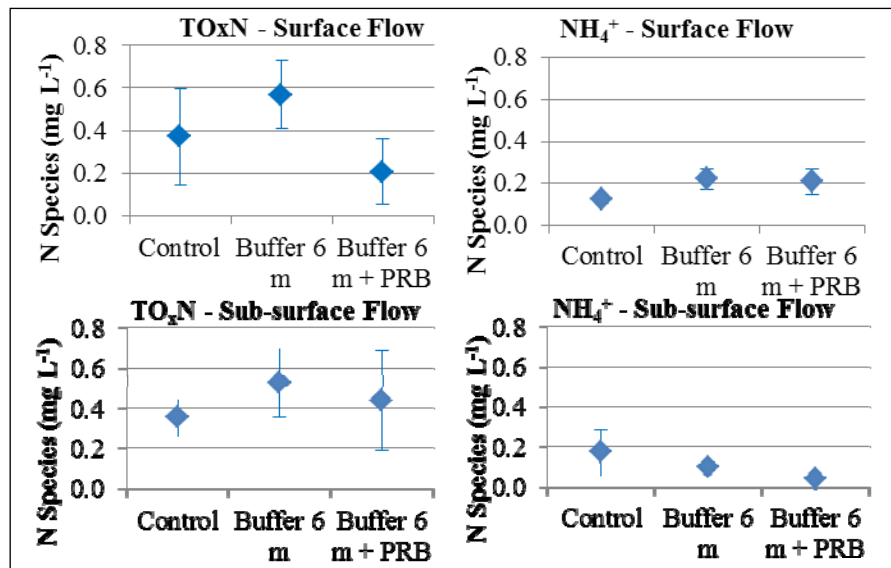 TOxN - Surface Flow
N Species (mg L⁻¹)
0.8
0.6
0.4
0.2
0.0
Control
Buffer 6
m
Buffer 6
m + PRB
NH₄⁺ - Surface Flow
N Species (mg L⁻¹)
0.8
0.6
0.4
0.2
0.0
Control
Buffer 6
m
Buffer 6
m + PRB
TOₓN - Sub-surface Flow
N Species (mg L⁻¹)
0.8
0.6
0.4
0.2
0.0
Control
Buffer 6
m
Buffer 6
m + PRB
NH₄⁺ - Sub-surface Flow
N Species (mg L⁻¹)
0.8
0.6
0.4
0.2
0.0
Control
Buffer 6
m
Buffer 6
m + PRB